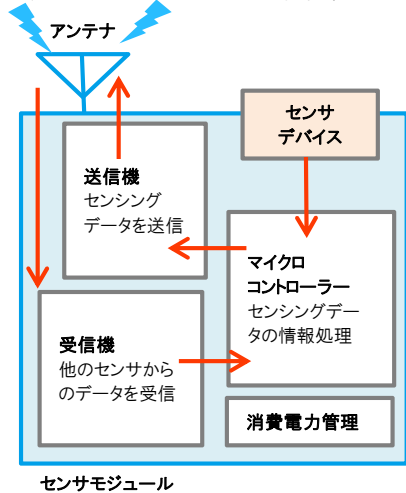 アンテナ
センサ
デバイス
送信機
センシング
データを送信
マイクロ
コントローラー
センシングデー
タの情報処理
受信機
他のセンサから
のデータを受信
消費電力管理
センサモジュール